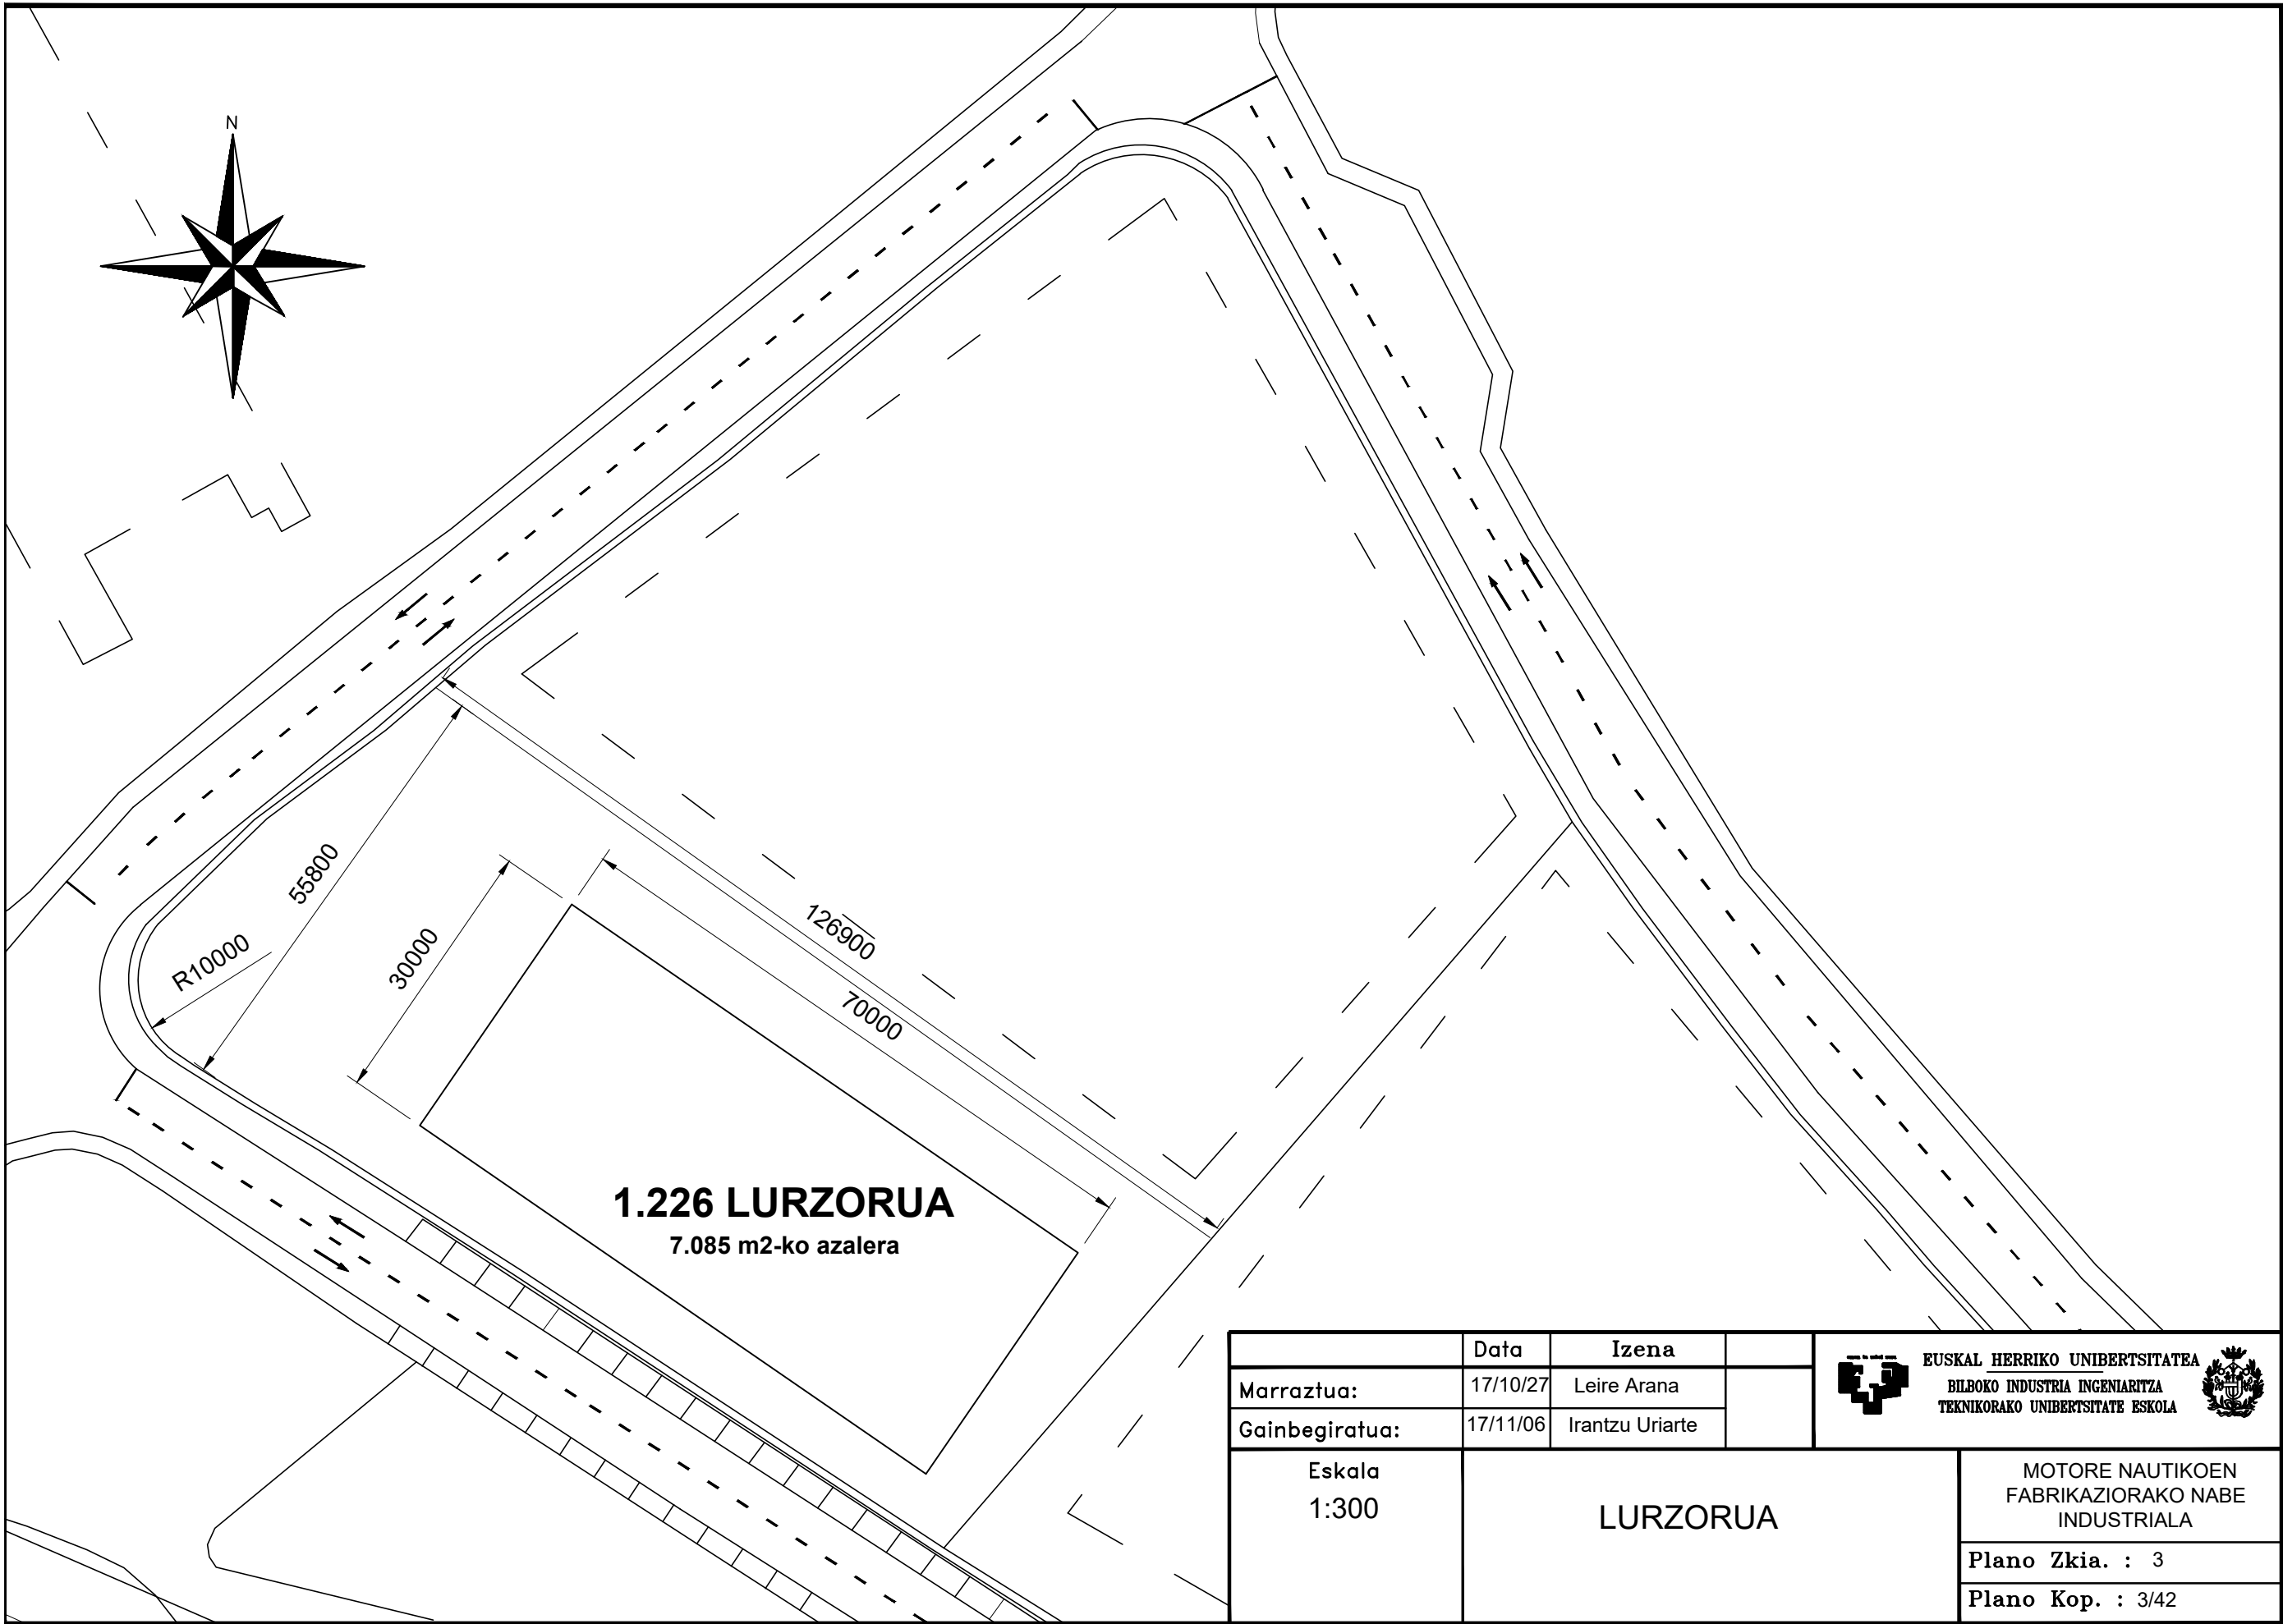 N
55800
30000
R10000
126900
70000
1.226 LURZORUA
7.085 m2-ko azalera
Data
Izena
Marraztua:
17/10/27
Leire Arana
Gainbegiratua:
17/11/06
Irantzu Uriarte
EUSKAL HERRIKO UNIBERTSITATEA
BILBOKO INDUSTRIA INGENIARITZA
TEKNIKORAKO UNIBERTSITATE ESKOLA
Eskala
1:300
LURZORUA
MOTORE NAUTIKOEN
FABRIKAZIORAKO NABE
INDUSTRIALA
Plano Zkia. : 3
Plano Kop. : 3/42